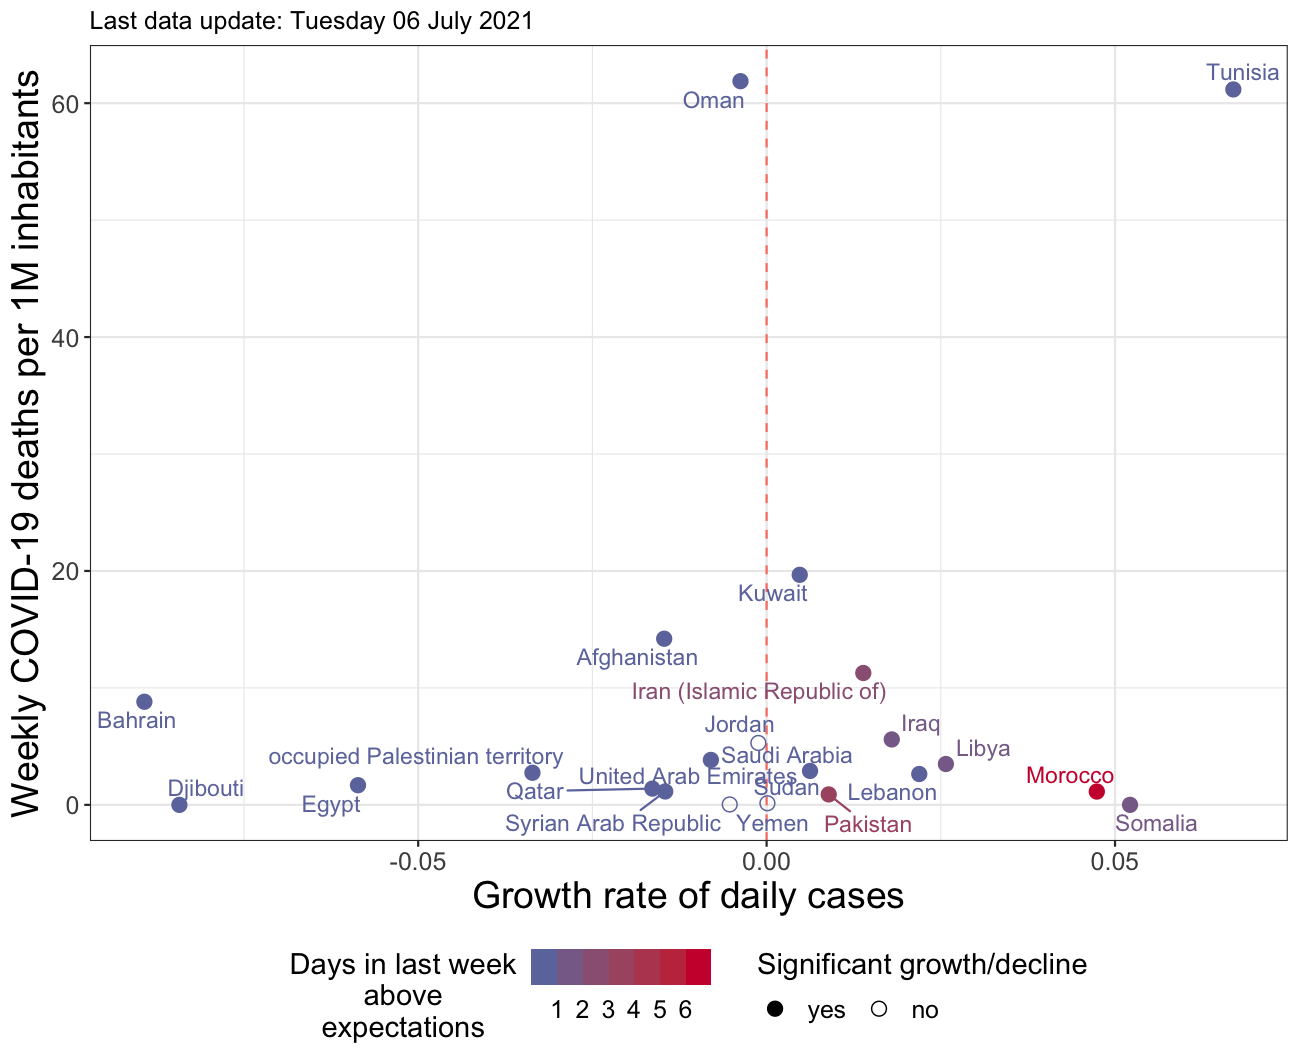 Last data update: Tuesday 06 July 2021
Weekly COVID-19 deaths per 1M inhabitants
60
40
20
0
Tunisia
Oman
Kuwait
Afghanistan
Iran (Islamic Republic of)
Bahrain
Jordan
Iraq
Libya
occupied Palestinian territory
Saudi Arabia
Morocco
United Arab Emirates
Djibouti
Qatar
Sudan
Lebanon
Egypt
Syrian Arab Republic
Yemen
Pakistan
Somalia
-0.05
0.00
0.05
Growth rate of daily cases
Days in last week
above
expectations
1 2 3 4 5 6
Significant growth/decline
yes
no